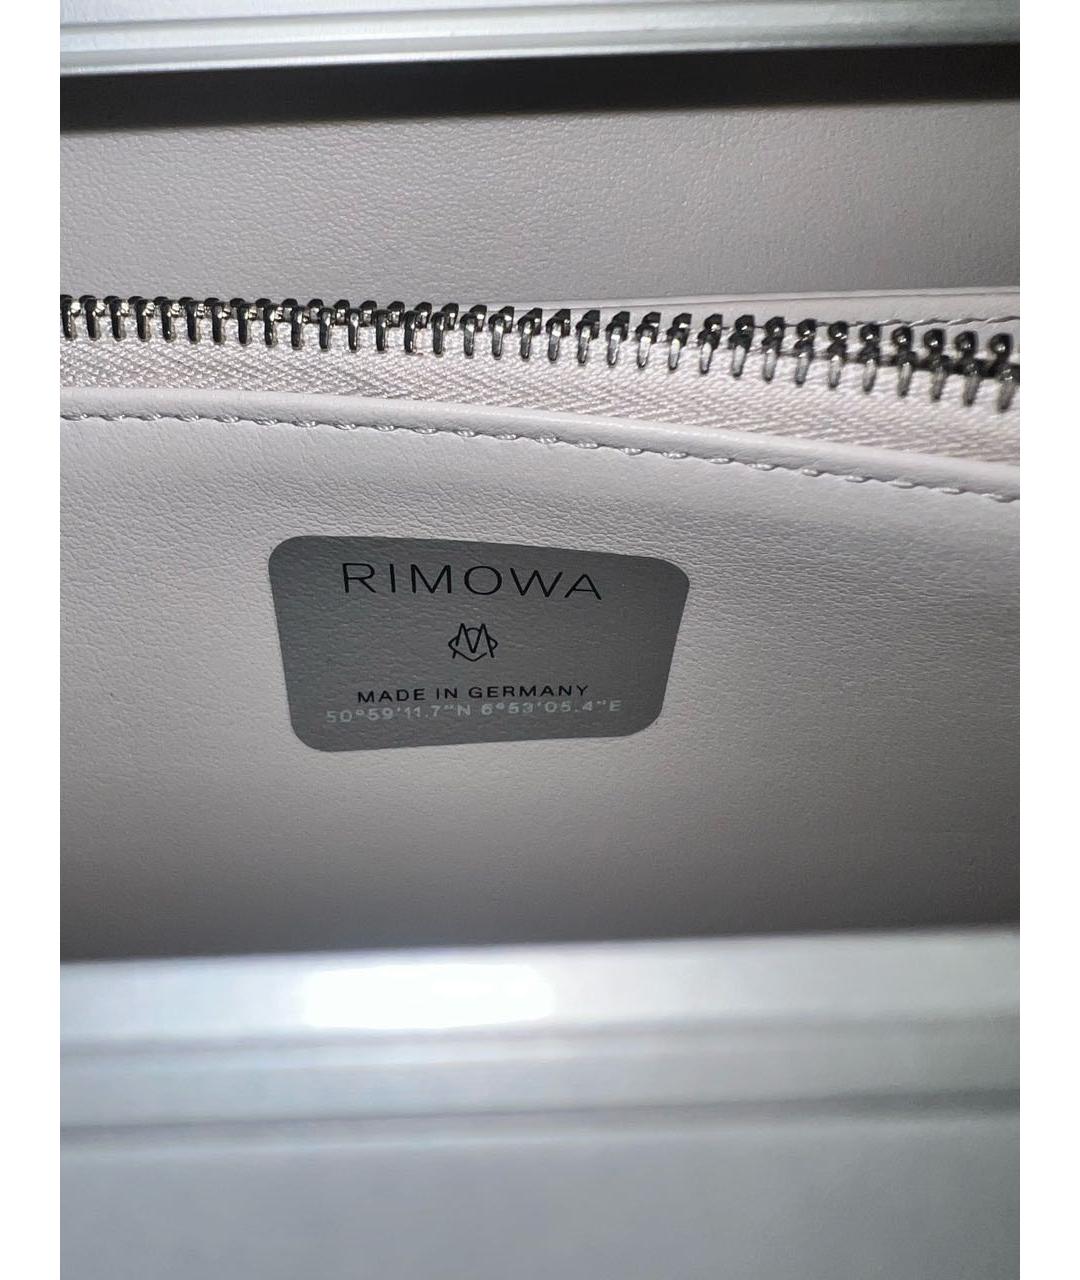 RIMOWA
MADE IN GERMANY
50°59'11.7"N 6°53'05.4"E